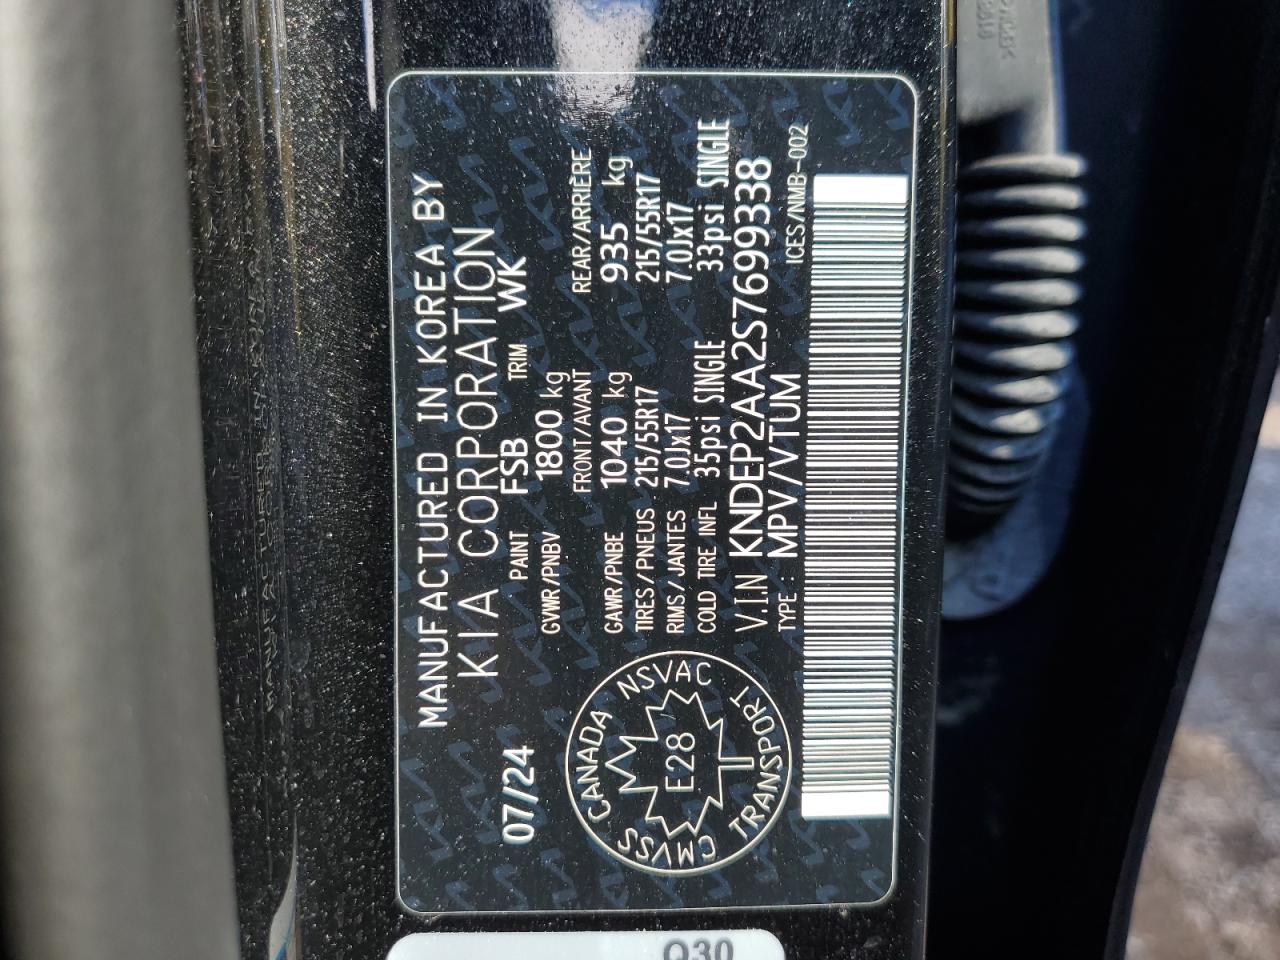 MANUFACTURED IN KOREA BY
KIA CORPORATION
07/24 PAINT FSB TRIM WK
GVWR/PNBV 1800 kg
FRONT/AVANT REAR/ARRIÈRE
GAWR/PNBE 1040 kg 935 kg
TIRES/PNEUS 215/55R17 215/55R17
RIMS/JANTES 7.0Jx17 7.0Jx17
COLD TIRE INFL 35psi SINGLE 33psi SINGLE
V.I.N KNDEP2AA2S7699338
TYPE : MPV/VTUM ICES/NMB-002
CANADA NSVAC
CMVSS TRANSPORT
E28
Q30